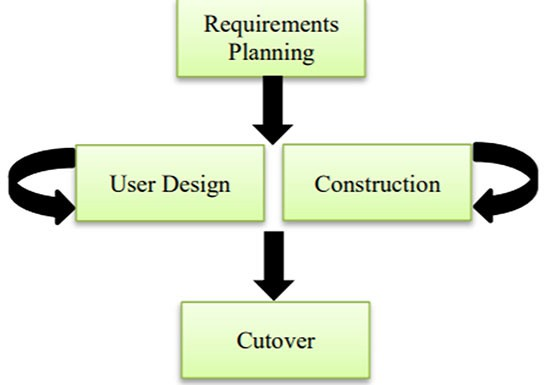 Requirements
Planning
User Design
Construction
Cutover